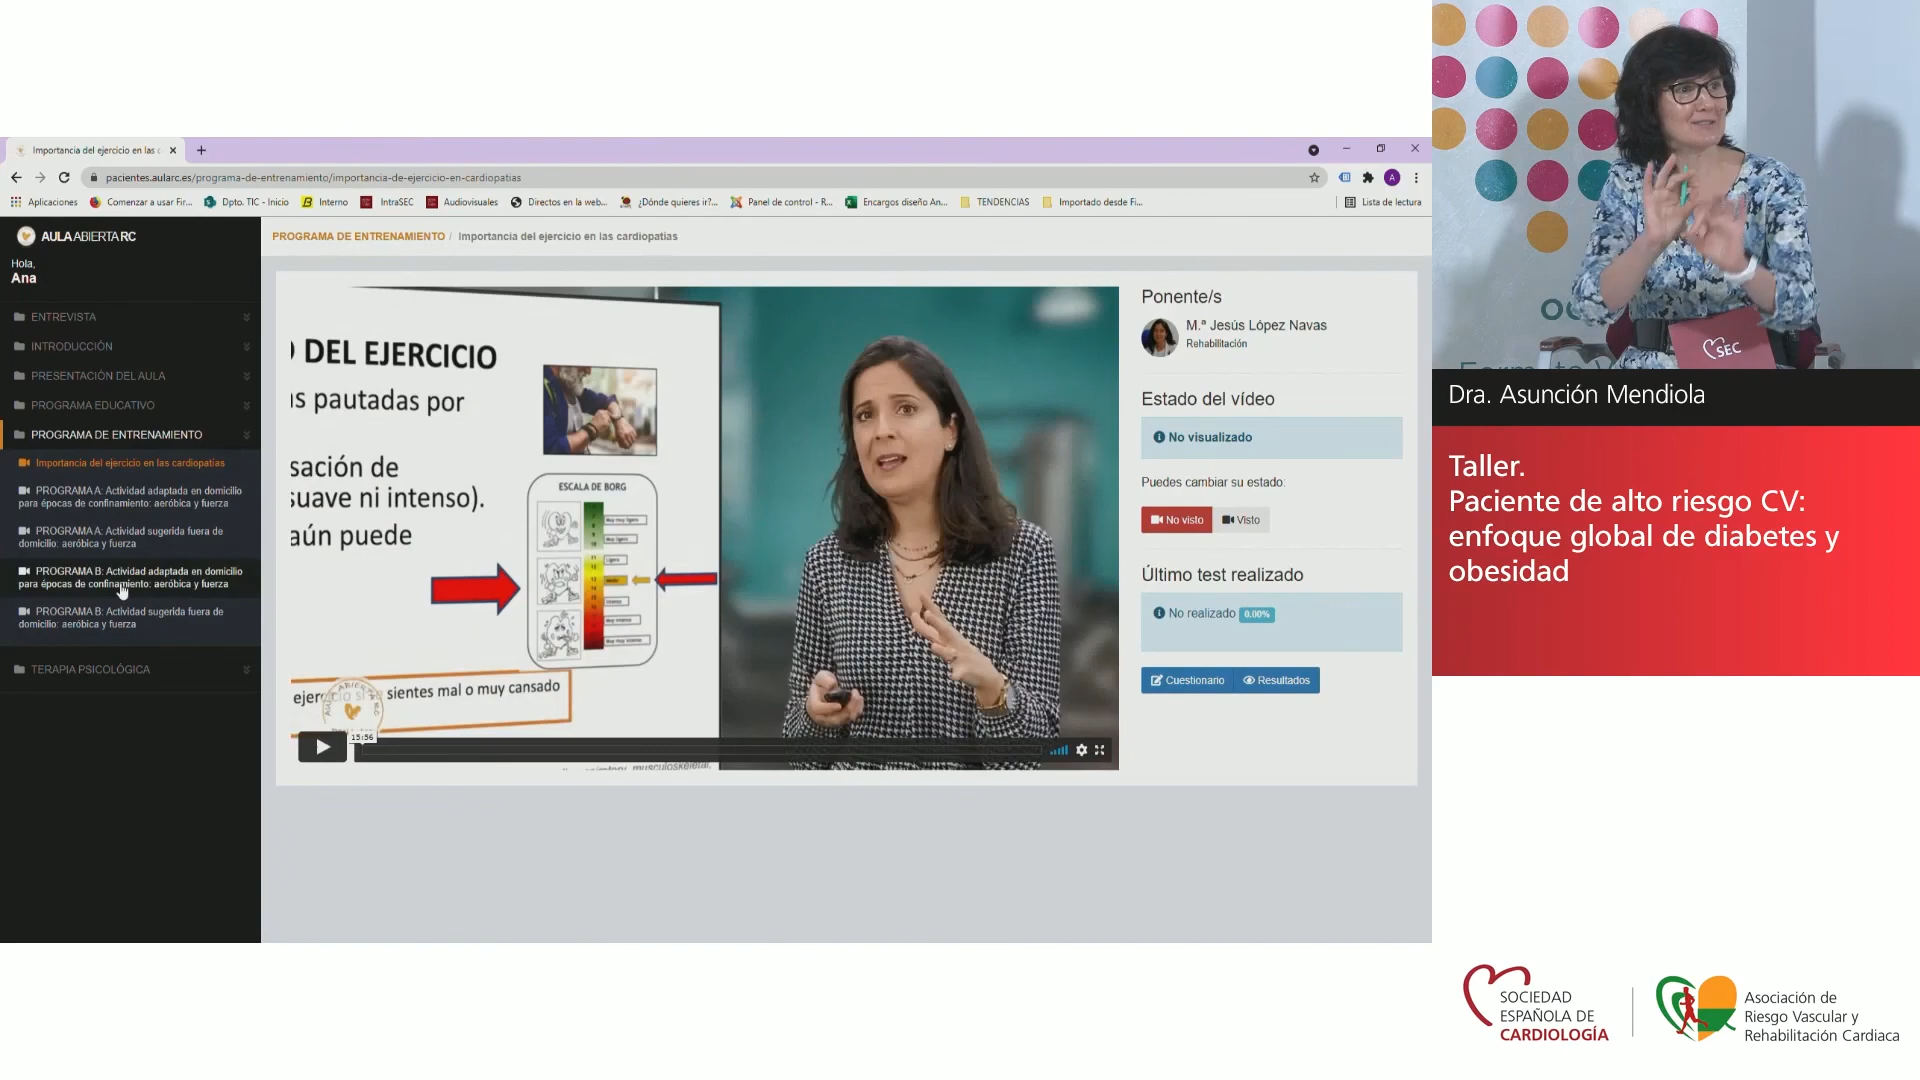 Importancia del ejercicio en las c
pacientes.aularc.es/programa-de-entrenamiento/importancia-de-ejercicio-en-cardiopatias
A
Aplicaciones
Comenzar a usar Fir...
Dpto. TIC - Inicio
Interno
IntraSEC
Audiovisuales
Directos en la web...
¿Dónde quieres ir?...
Panel de control - R...
Encargos diseño An...
TENDENCIAS
Importado desde Fi...
Lista de lectura
AULA ABIERTA RC
Hola,
Ana
ENTREVISTA
INTRODUCCIÓN
PRESENTACIÓN DEL AULA
PROGRAMA EDUCATIVO
PROGRAMA DE ENTRENAMIENTO
Importancia del ejercicio en las cardiopatías
PROGRAMA A: Actividad adaptada en domicilio
para épocas de confinamiento: aeróbica y fuerza
PROGRAMA A: Actividad sugerida fuera de
domicilio: aeróbica y fuerza
PROGRAMA B: Actividad adaptada en domicilio
para épocas de confinamiento: aeróbica y fuerza
PROGRAMA B: Actividad sugerida fuera de
domicilio: aeróbica y fuerza
TERAPIA PSICOLÓGICA
PROGRAMA DE ENTRENAMIENTO / Importancia del ejercicio en las cardiopatías
DEL EJERCICIO
pautadas por
sación de
suave ni intenso).
aún puede
ESCALA DE BORG
sientes mal o muy cansado
15:56
musculoskeletal,
Ponente/s
M.ª Jesús López Navas
Rehabilitación
Estado del vídeo
No visualizado
Puedes cambiar su estado:
No visto
Visto
Último test realizado
No realizado 0.00%
Cuestionario
Resultados
SEC
Dra. Asunción Mendiola
Taller.
Paciente de alto riesgo CV:
enfoque global de diabetes y
obesidad
SOCIEDAD
ESPAÑOLA DE
CARDIOLOGÍA
Asociación de
Riesgo Vascular y
Rehabilitación Cardiaca